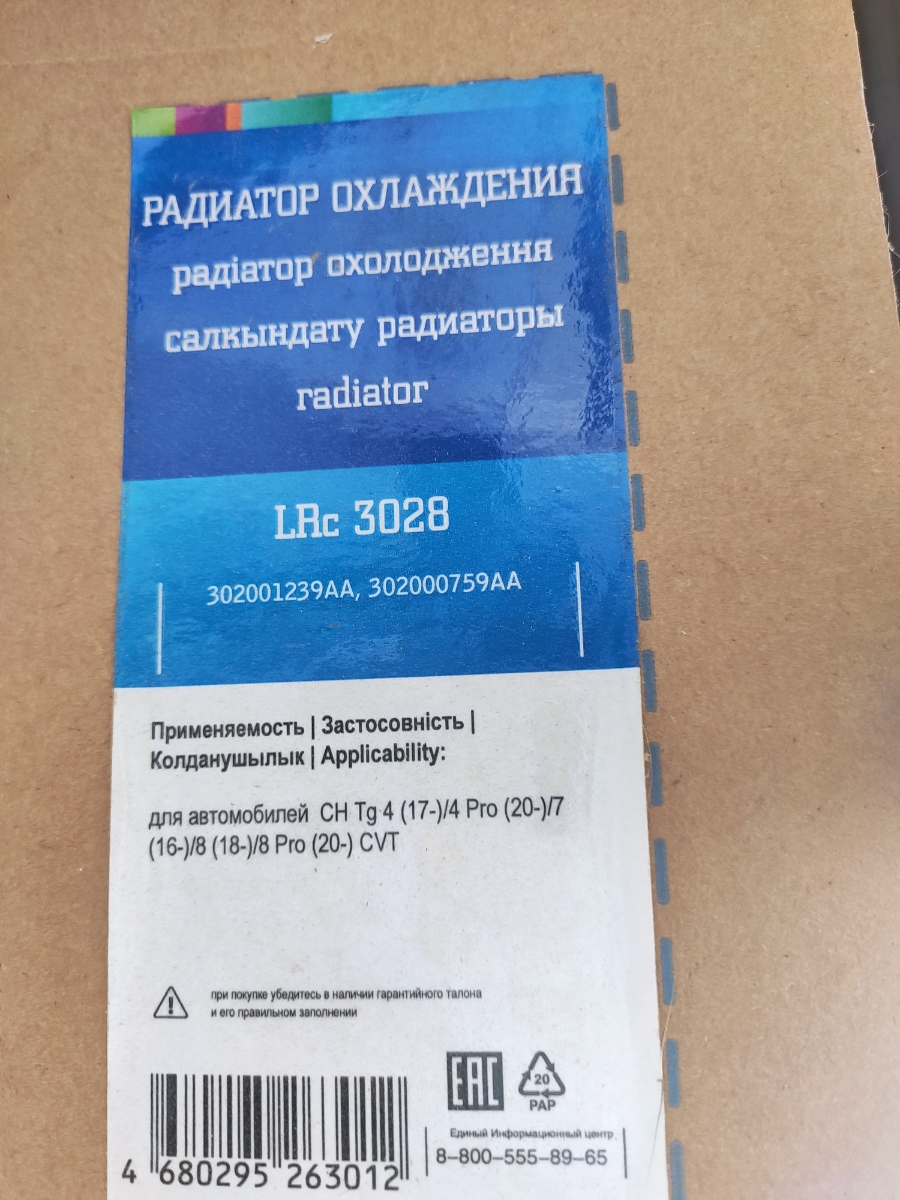 РАДИАТОР ОХЛАЖДЕНИЯ
радіатор охолодження
салкындату радиаторы
radiator
LRc 3028
302001239AA, 302000759AA
Применяемость | Застосовність |
Колданушылык | Applicability:
для автомобилей CH Tg 4 (17-)/4 Pro (20-)/7
(16-)/8 (18-)/8 Pro (20-) CVT
при покупке убедитесь в наличии гарантийного талона
и его правильном заполнении
EAC
20
PAP
Единый Информационный центр
8-800-555-89-65
4 680295 263012